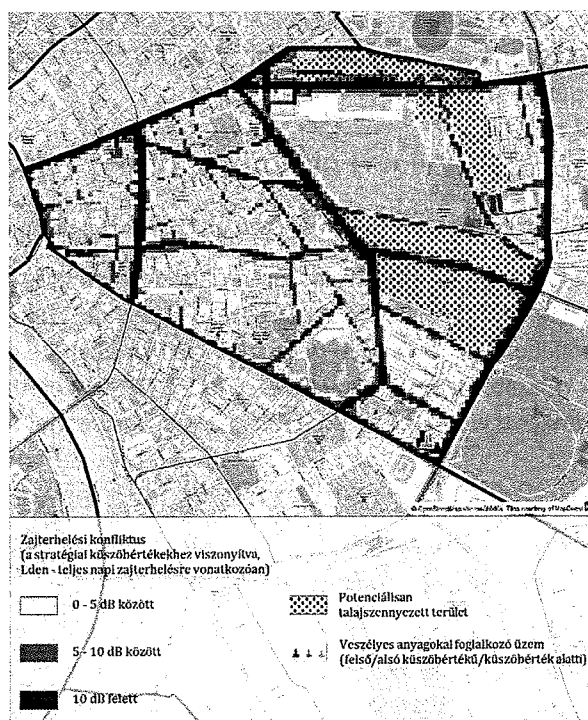 Zajterhelési konfliktus
(a stratégiai küszöbértékekhez viszonyítva,
Lden - teljes napi zajterhelésre vonatkozóan)
0 - 5 dB között
5 - 10 dB között
10 dB felett
Potenciálisan
talajszennyezett terület
Veszélyes anyagokal foglalkozó üzem
(felső/alsó küszöbértékű/küszöbérték alatti)